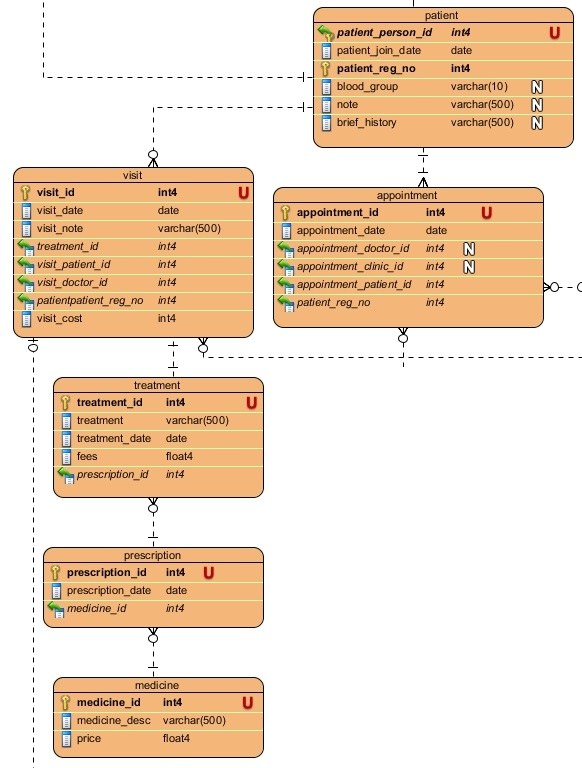 patient
patient_person_id int4 U
patient_join_date date
patient_reg_no int4
blood_group varchar(10) N
note varchar(500) N
brief_history varchar(500) N
visit
visit_id int4 U
visit_date date
visit_note varchar(500)
treatment_id int4
visit_patient_id int4
visit_doctor_id int4
patientpatient_reg_no int4
visit_cost int4
appointment
appointment_id int4 U
appointment_date date
appointment_doctor_id int4 N
appointment_clinic_id int4 N
appointment_patient_id int4
patient_reg_no int4
treatment
treatment_id int4 U
treatment varchar(500)
treatment_date date
fees float4
prescription_id int4
prescription
prescription_id int4 U
prescription_date date
medicine_id int4
medicine
medicine_id int4 U
medicine_desc varchar(500)
price float4